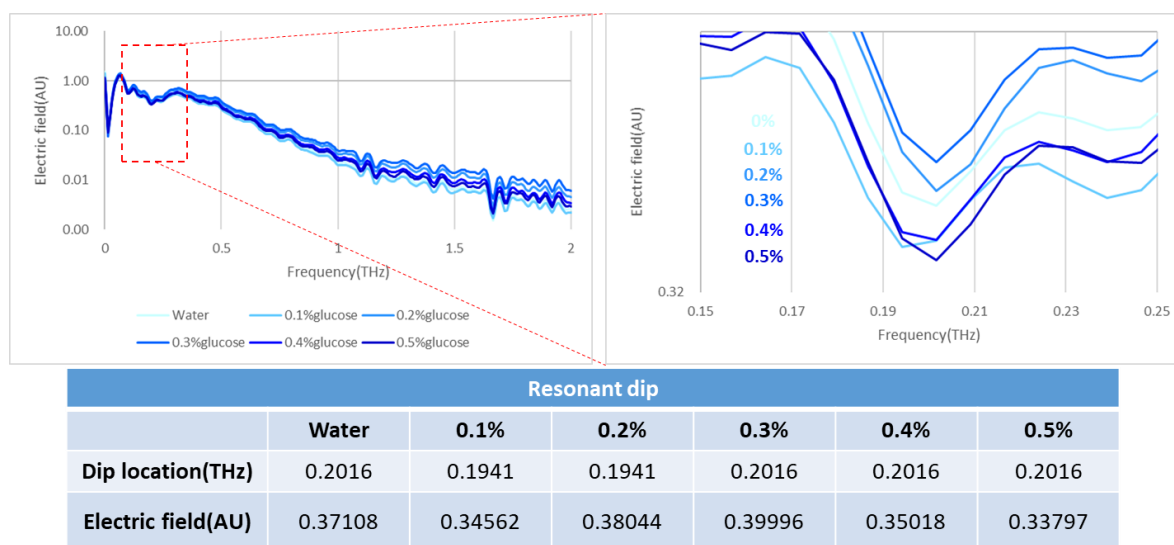 10.00
1.00
0.10
0.01
0.00
Electric field(AU)
0 0.5 1 1.5 2
Frequency(THz)
Water 0.1%glucose 0.2%glucose
0.3%glucose 0.4%glucose 0.5%glucose
Electric field(AU)
0%
0.1%
0.2%
0.3%
0.4%
0.5%
0.32
0.15 0.17 0.19 0.21 0.23 0.25
Frequency(THz)
Resonant dip
Water 0.1% 0.2% 0.3% 0.4% 0.5%
Dip location(THz) 0.2016 0.1941 0.1941 0.2016 0.2016 0.2016
Electric field(AU) 0.37108 0.34562 0.38044 0.39996 0.35018 0.33797